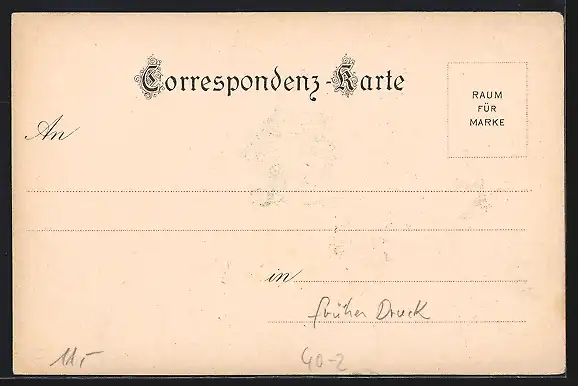 Correspondenz-Karte
RAUM
FÜR
MARKE
An
in
früher Druck
11,-
40-2